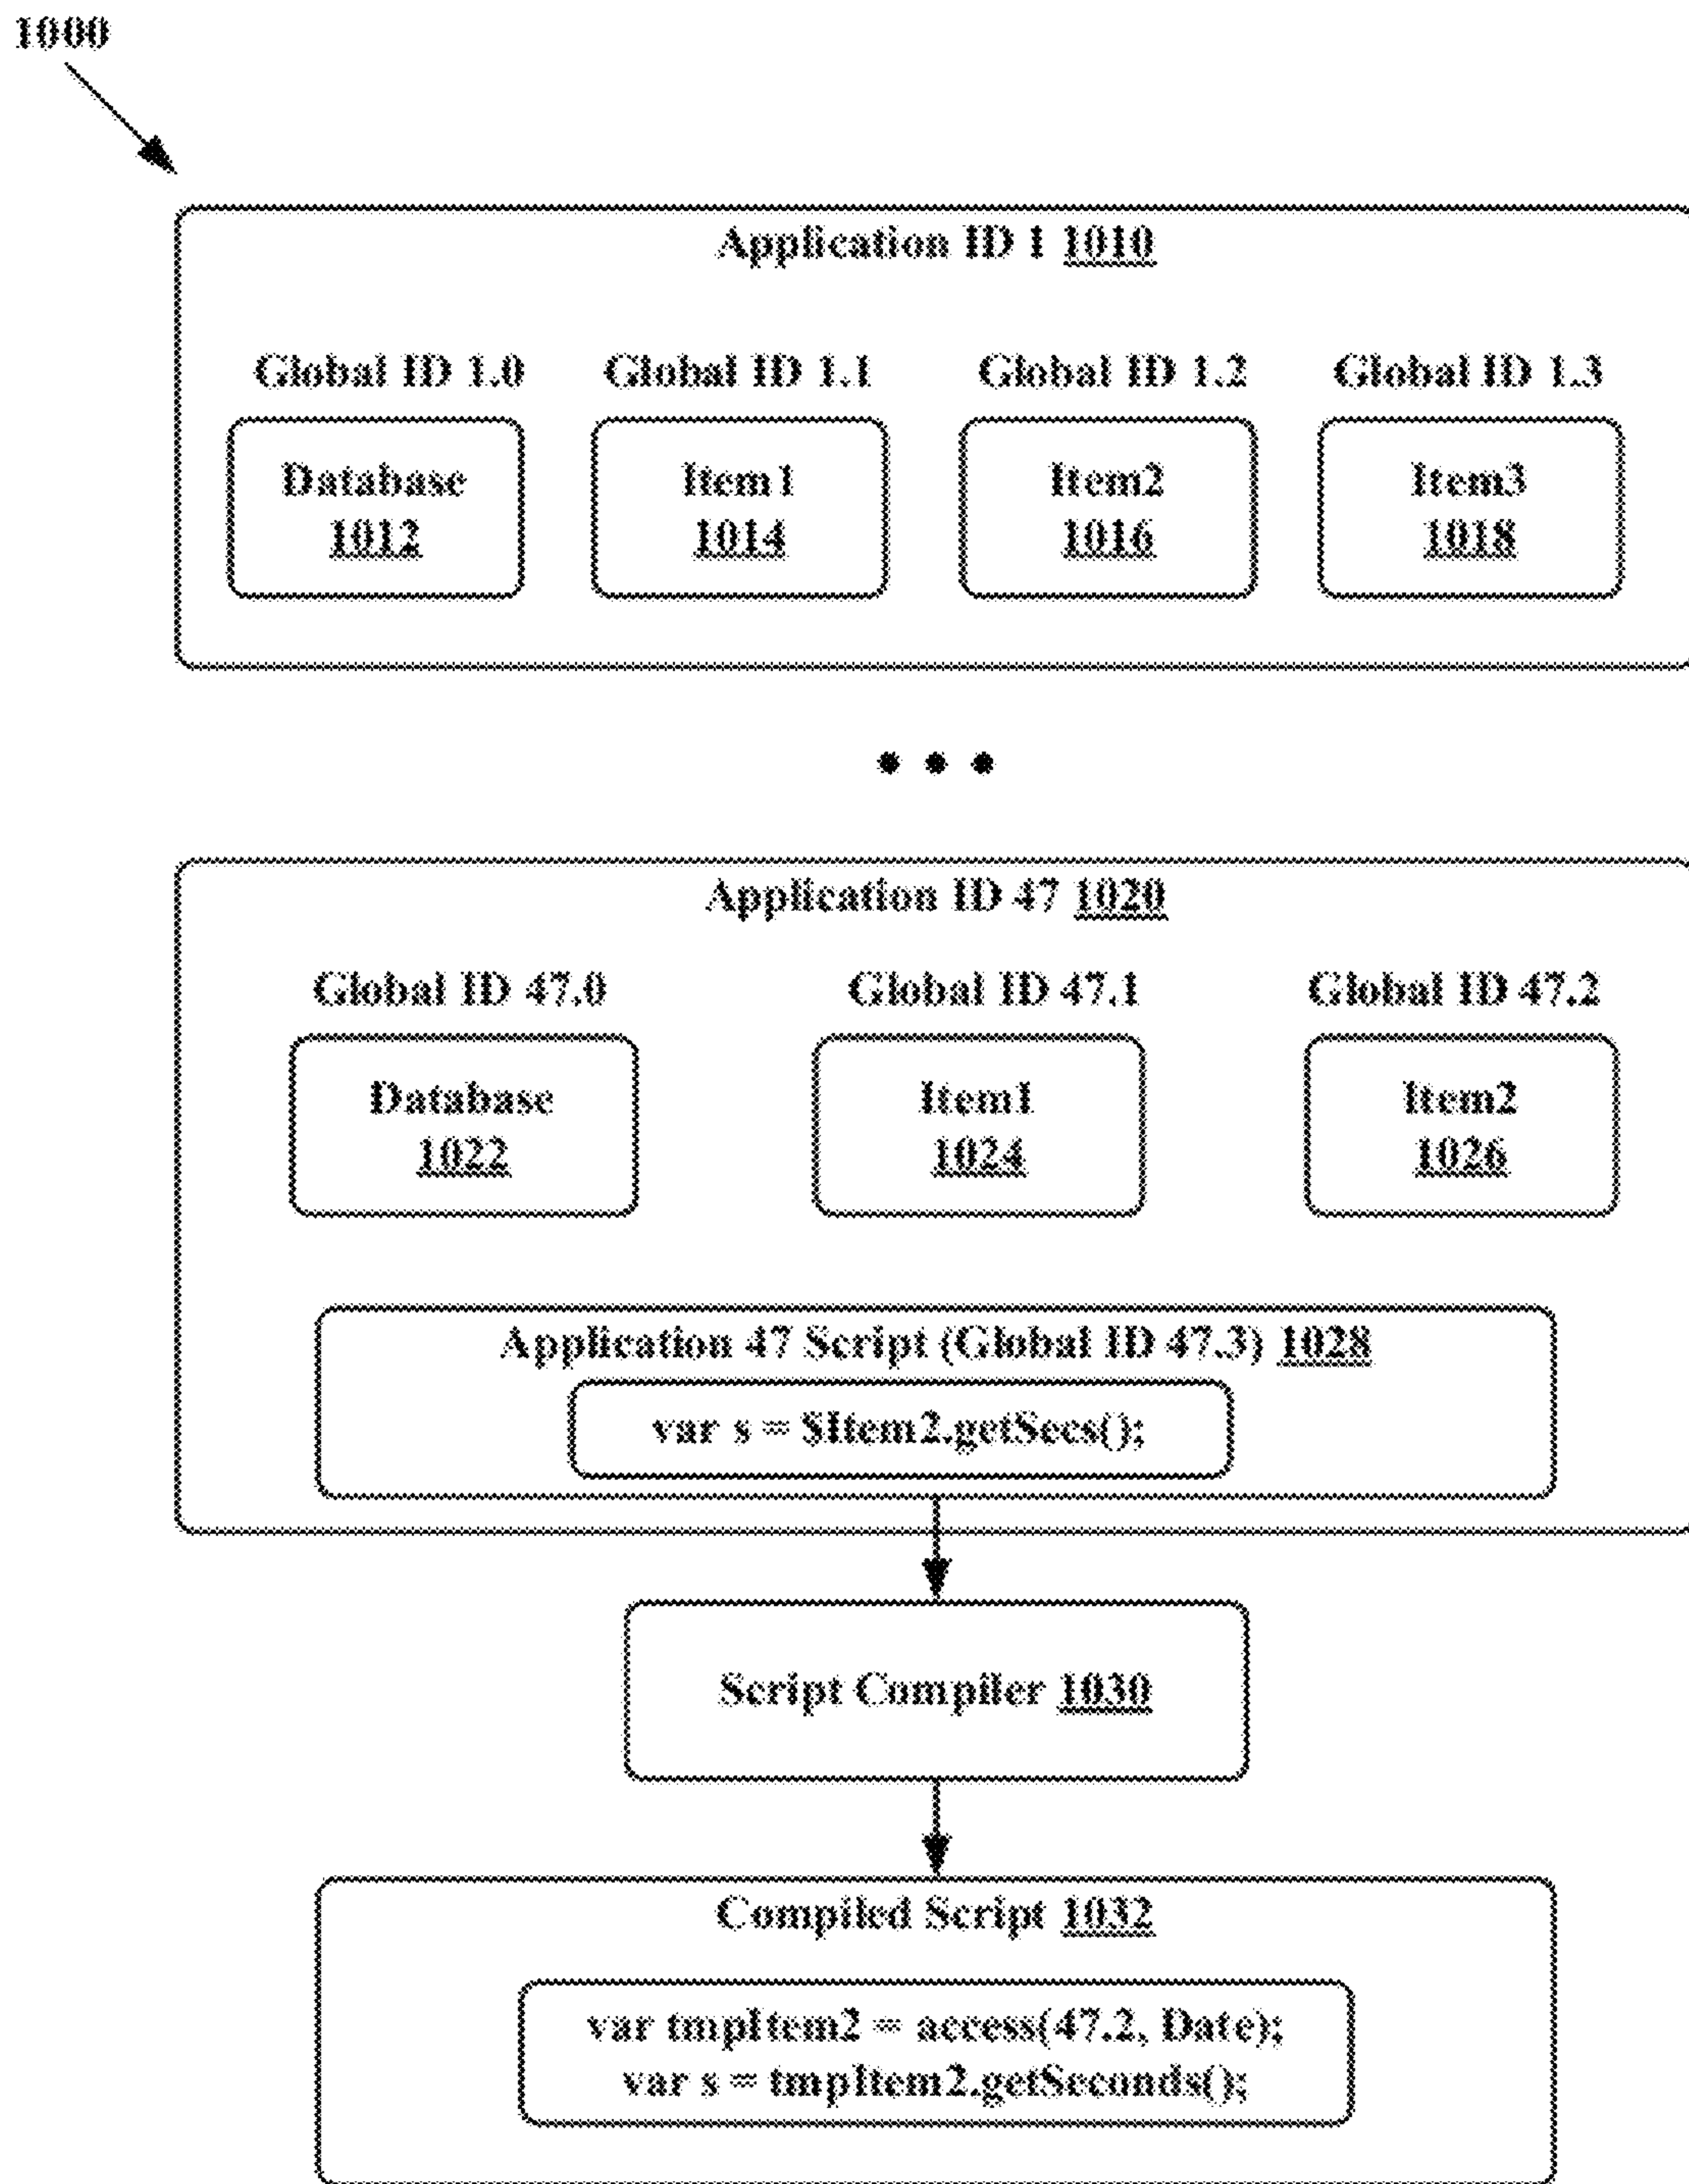 1000
Application ID 1 1010
Global ID 1.0 Global ID 1.1 Global ID 1.2 Global ID 1.3
Database Item1 Item2 Item3
1012 1014 1016 1018
Application ID 47 1020
Global ID 47.0 Global ID 47.1 Global ID 47.2
Database Item1 Item2
1022 1024 1026
Application 47 Script (Global ID 47.3) 1028
var s = $Item2.getSecs();
Script Compiler 1030
Compiled Script 1032
var tmpItem2 = access(47.2, Date);
var s = tmpItem2.getSeconds();